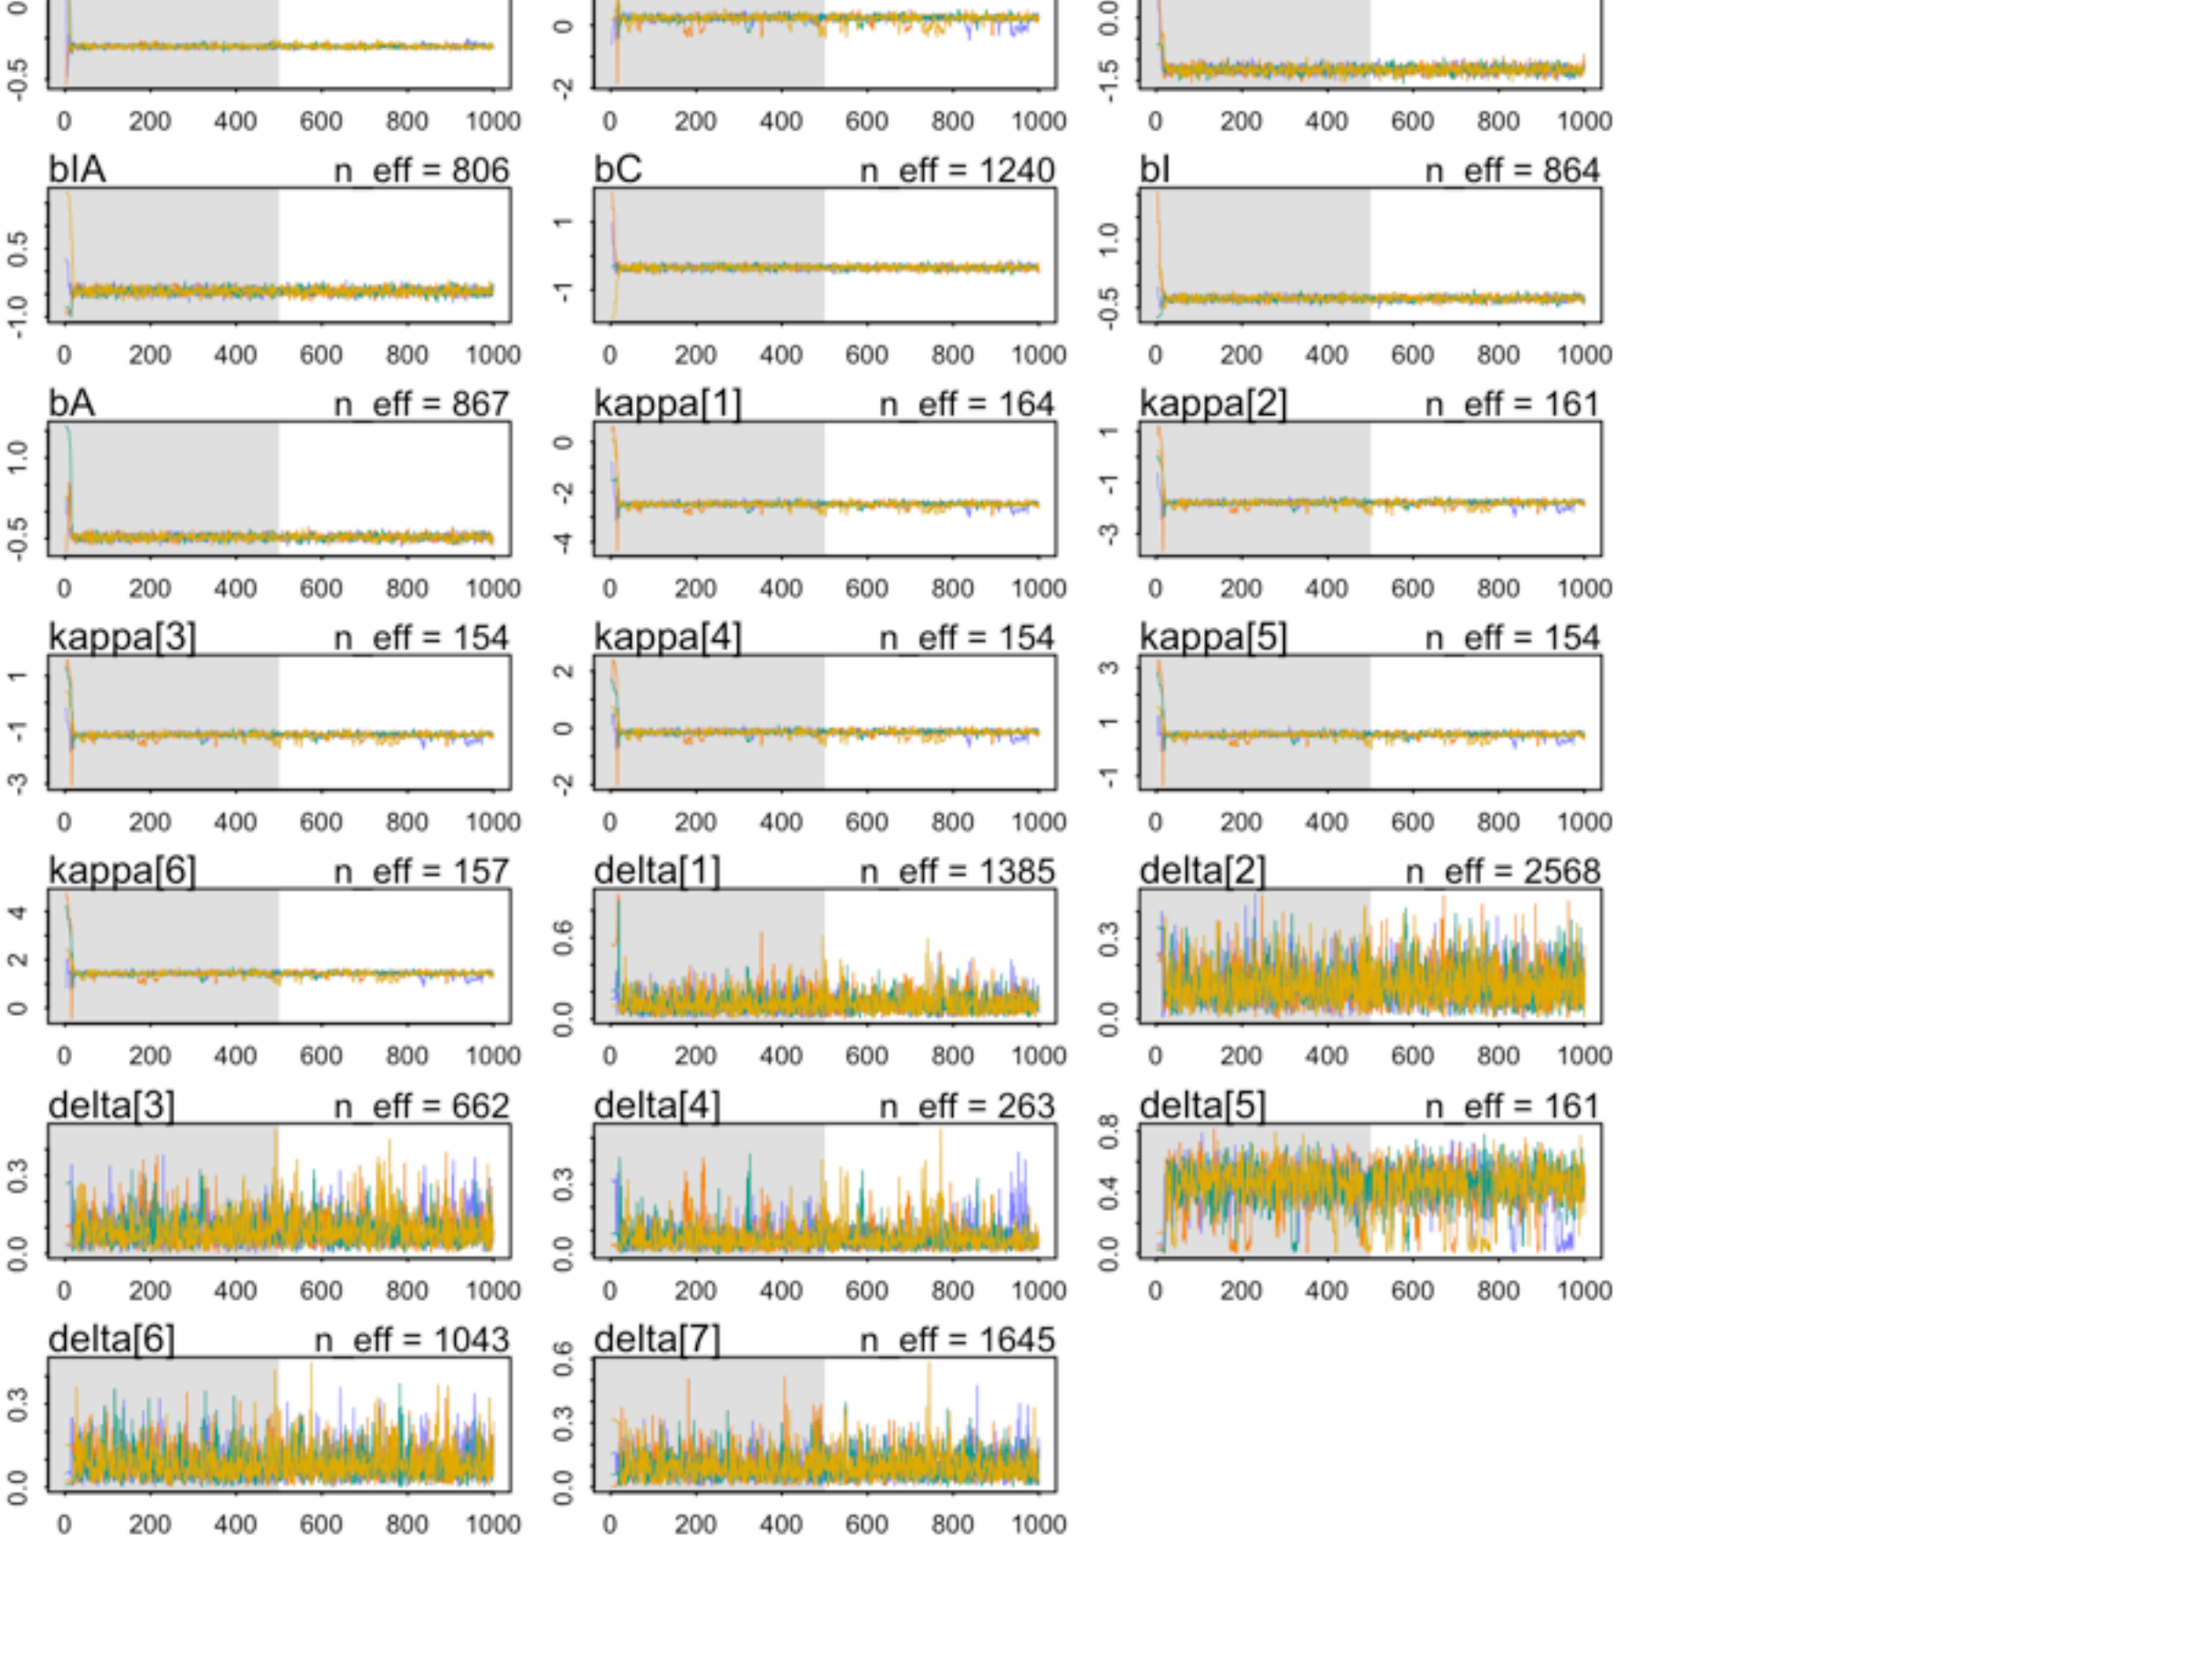 0
-0.5
0
-2
0.0
-1.5
0 200 400 600 800 1000
0 200 400 600 800 1000
0 200 400 600 800 1000
bIA n_eff = 806
bC n_eff = 1240
bI n_eff = 864
0.5
-1.0
1
-1
1.0
-0.5
0 200 400 600 800 1000
0 200 400 600 800 1000
0 200 400 600 800 1000
bA n_eff = 867
kappa[1] n_eff = 164
kappa[2] n_eff = 161
1.0
-0.5
0
-2
-4
1
-1
-3
0 200 400 600 800 1000
0 200 400 600 800 1000
0 200 400 600 800 1000
kappa[3] n_eff = 154
kappa[4] n_eff = 154
kappa[5] n_eff = 154
1
-1
-3
2
0
-2
3
1
-1
0 200 400 600 800 1000
0 200 400 600 800 1000
0 200 400 600 800 1000
kappa[6] n_eff = 157
delta[1] n_eff = 1385
delta[2] n_eff = 2568
4
2
0
0.6
0.0
0.3
0.0
0 200 400 600 800 1000
0 200 400 600 800 1000
0 200 400 600 800 1000
delta[3] n_eff = 662
delta[4] n_eff = 263
delta[5] n_eff = 161
0.3
0.0
0.3
0.0
0.8
0.4
0.0
0 200 400 600 800 1000
0 200 400 600 800 1000
0 200 400 600 800 1000
delta[6] n_eff = 1043
delta[7] n_eff = 1645
0.3
0.0
0.6
0.3
0.0
0 200 400 600 800 1000
0 200 400 600 800 1000